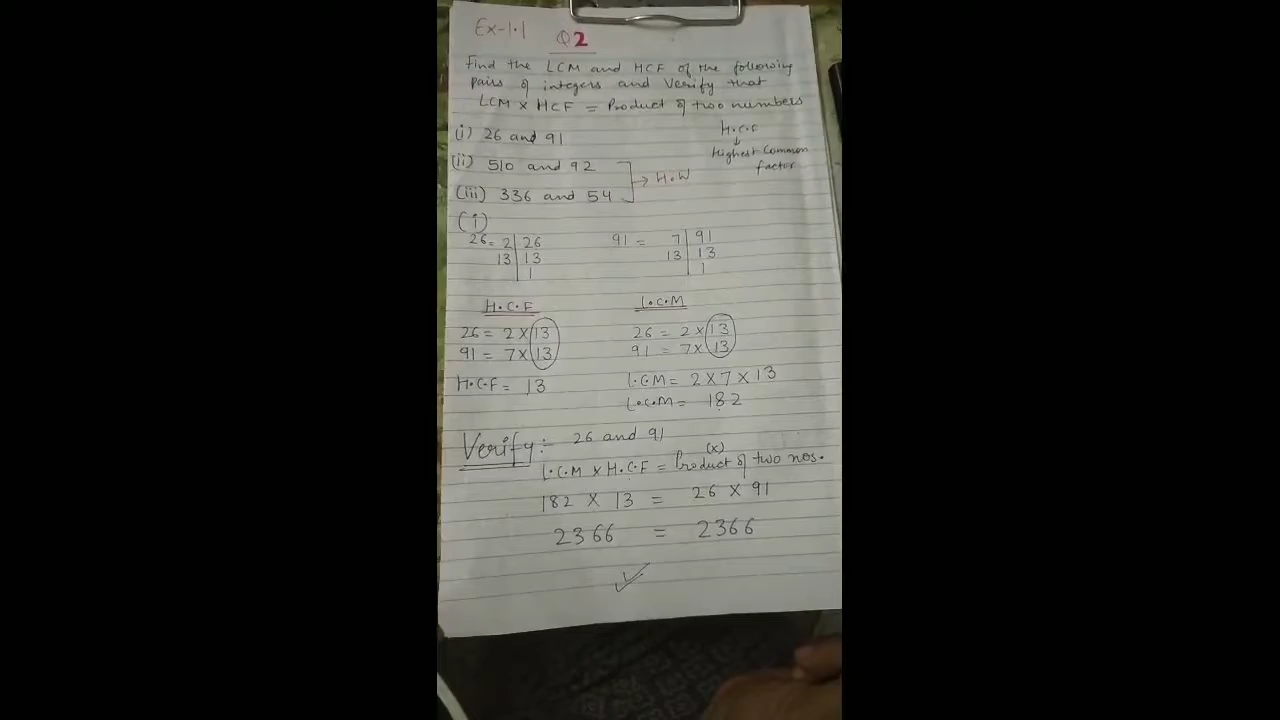 Ex-1.1
Q2
Find the LCM and HCF of the following
pairs of integers and Verify that
LCM x HCF = Product of two numbers
(i) 26 and 91
H.C.F
↓
Highest Common
factor
(ii) 510 and 92
(iii) 336 and 54
→ H.W
(i)
26 = 2 | 26
13 | 13
1
91 = 7 | 91
13 | 13
1
H.C.F
26 = 2 x 13
91 = 7 x 13
H.C.F = 13
L.C.M
26 = 2 x 13
91 = 7 x 13
L.C.M = 2 x 7 x 13
L.C.M = 182
Verify:- 26 and 91
(x)
L.C.M x H.C.F = Product of two nos.
182 x 13 = 26 x 91
2366 = 2366
✓